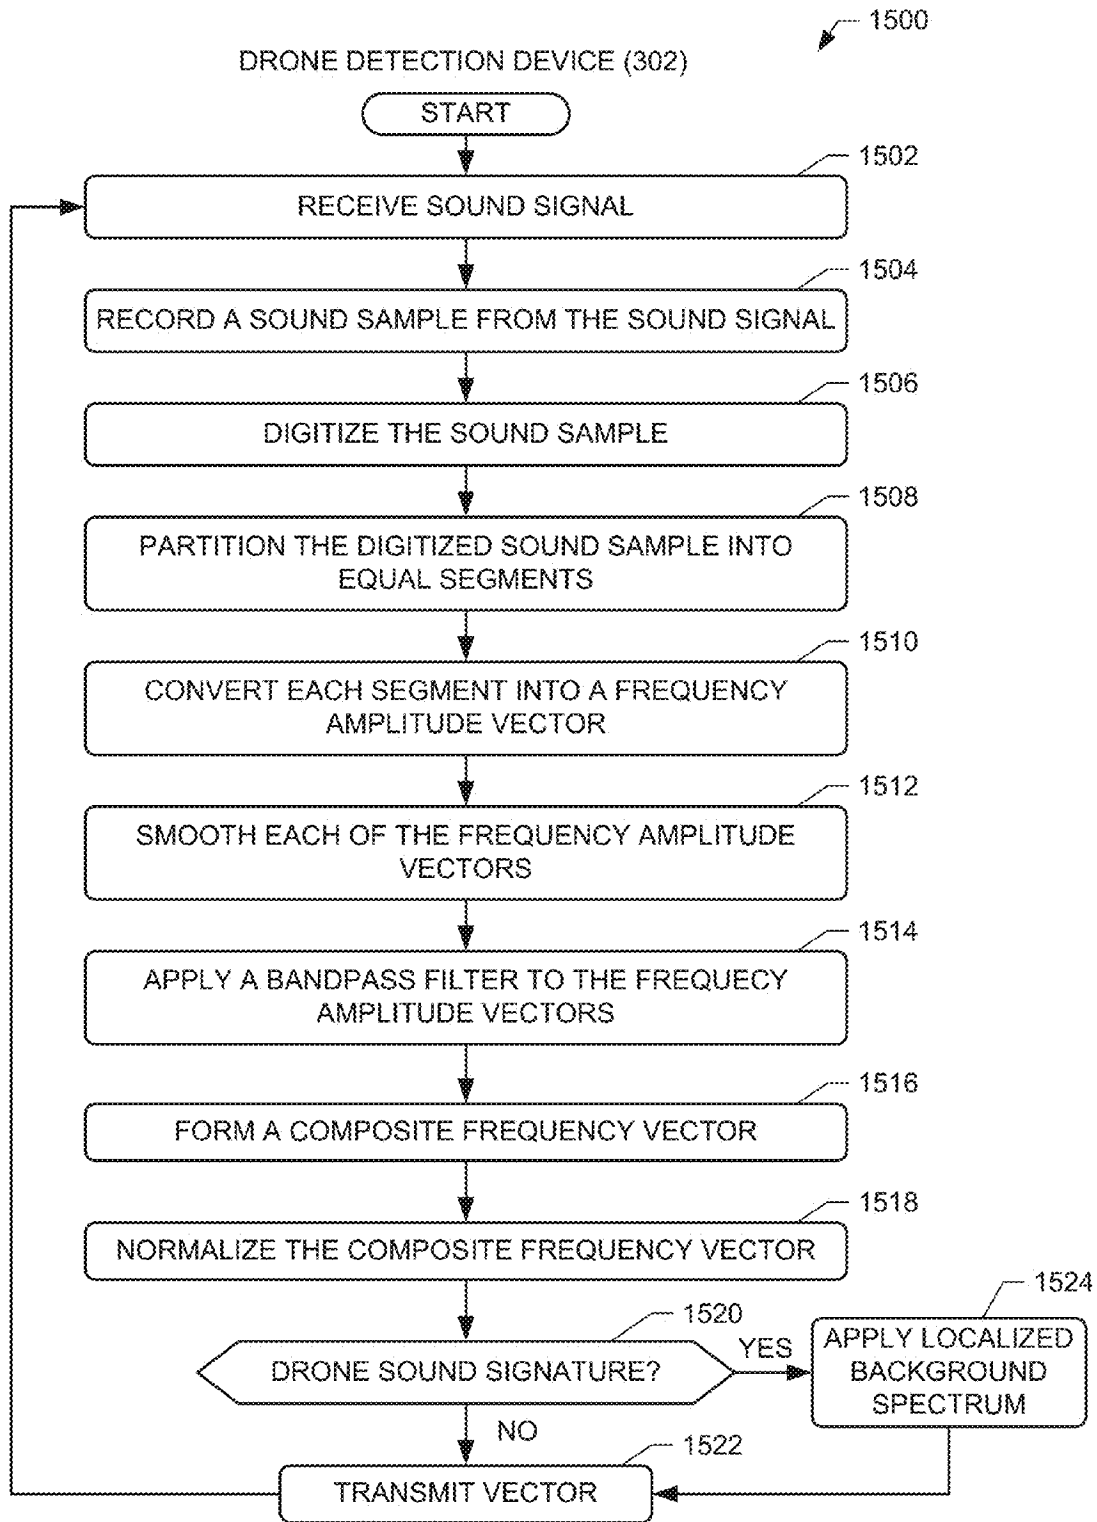 1500
DRONE DETECTION DEVICE (302)
START
1502
RECEIVE SOUND SIGNAL
1504
RECORD A SOUND SAMPLE FROM THE SOUND SIGNAL
1506
DIGITIZE THE SOUND SAMPLE
1508
PARTITION THE DIGITIZED SOUND SAMPLE INTO
EQUAL SEGMENTS
1510
CONVERT EACH SEGMENT INTO A FREQUENCY
AMPLITUDE VECTOR
1512
SMOOTH EACH OF THE FREQUENCY AMPLITUDE
VECTORS
1514
APPLY A BANDPASS FILTER TO THE FREQUECY
AMPLITUDE VECTORS
1516
FORM A COMPOSITE FREQUENCY VECTOR
1518
NORMALIZE THE COMPOSITE FREQUENCY VECTOR
1520
DRONE SOUND SIGNATURE?
YES
1524
APPLY LOCALIZED
BACKGROUND
SPECTRUM
NO
1522
TRANSMIT VECTOR